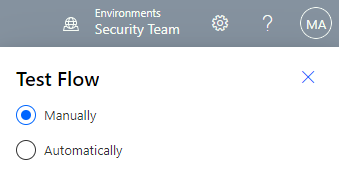 Environments
Security Team
?
MA
Test Flow
Manually
Automatically